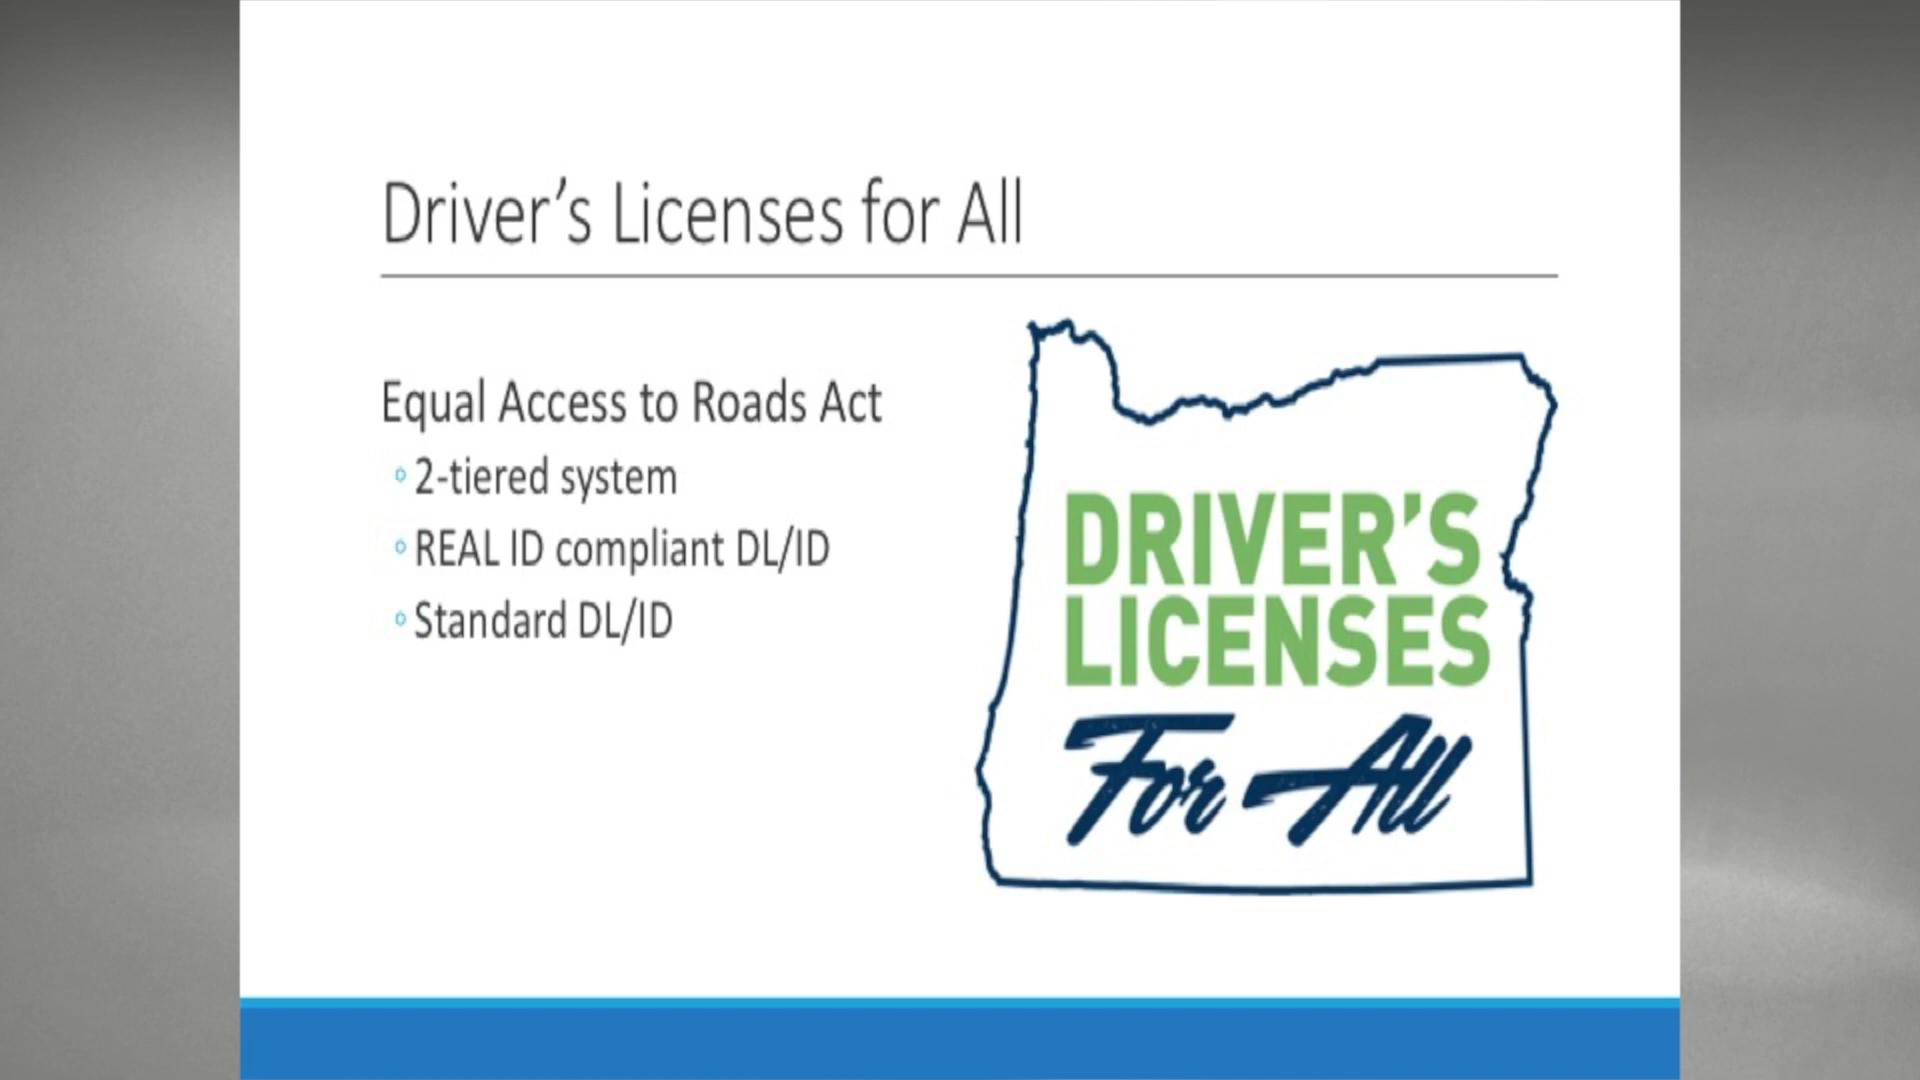 Driver’s Licenses for All
Equal Access to Roads Act
◦ 2-tiered system
◦ REAL ID compliant DL/ID
◦ Standard DL/ID
DRIVER’S
LICENSES
For All